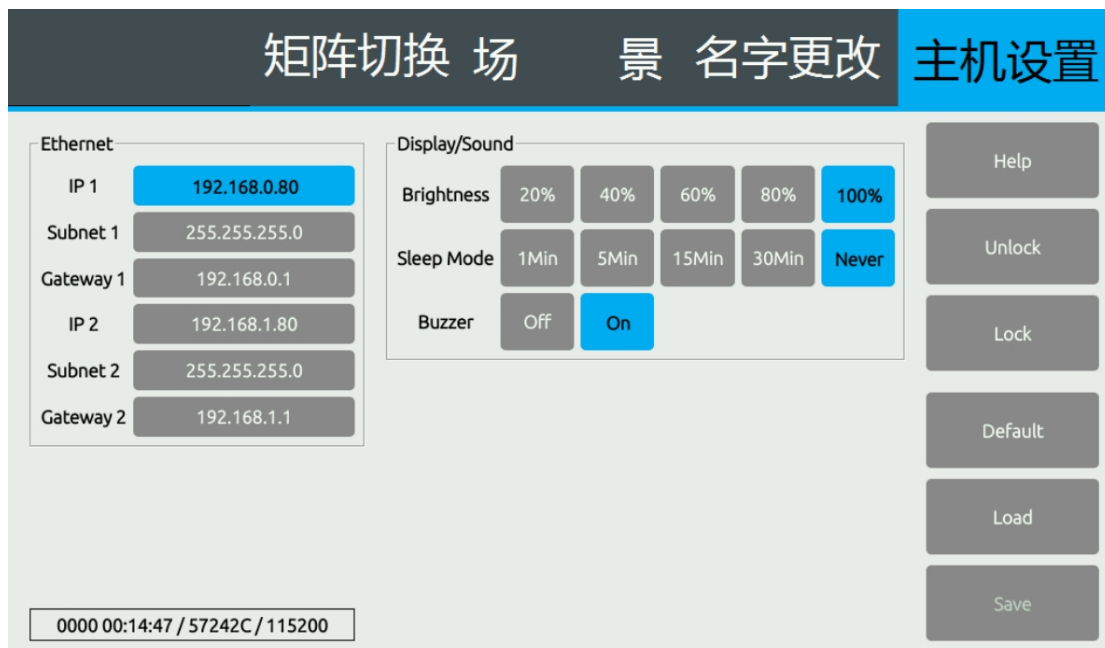 矩阵切换 场 景 名字更改 主机设置
Ethernet
IP 1 192.168.0.80
Subnet 1 255.255.255.0
Gateway 1 192.168.0.1
IP 2 192.168.1.80
Subnet 2 255.255.255.0
Gateway 2 192.168.1.1
Display/Sound
Brightness 20% 40% 60% 80% 100%
Sleep Mode 1Min 5Min 15Min 30Min Never
Buzzer Off On
Help
Unlock
Lock
Default
Load
Save
0000 00:14:47 / 57242C / 115200